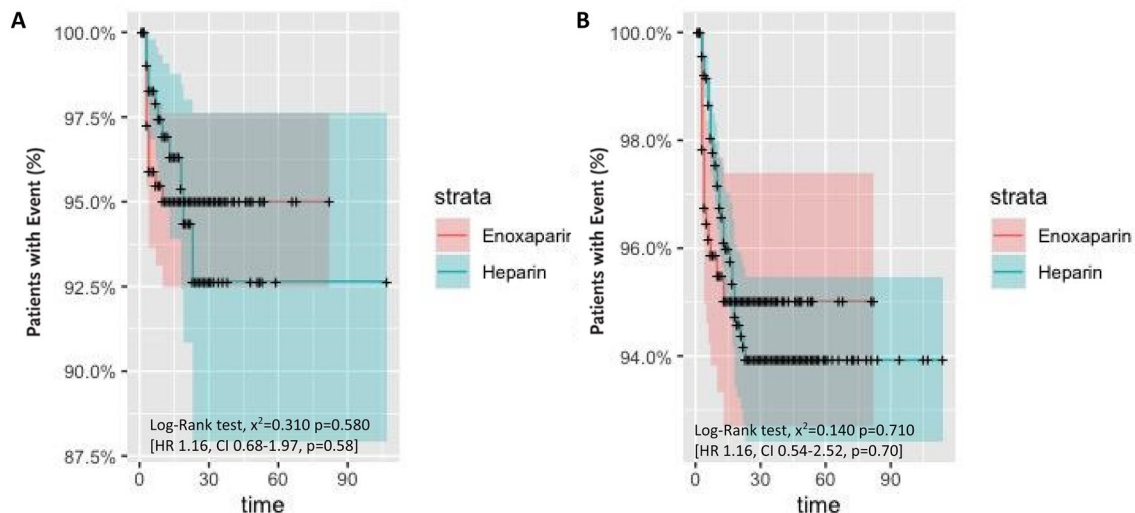 A
Patients with Event (%)
100.0%
97.5%
95.0%
92.5%
90.0%
87.5%
Log-Rank test, x²=0.310 p=0.580
[HR 1.16, CI 0.68-1.97, p=0.58]
0 30 60 90
time
strata
Enoxaparin
Heparin
B
Patients with Event (%)
100.0%
98.0%
96.0%
94.0%
Log-Rank test, x²=0.140 p=0.710
[HR 1.16, CI 0.54-2.52, p=0.70]
0 30 60 90
time
strata
Enoxaparin
Heparin